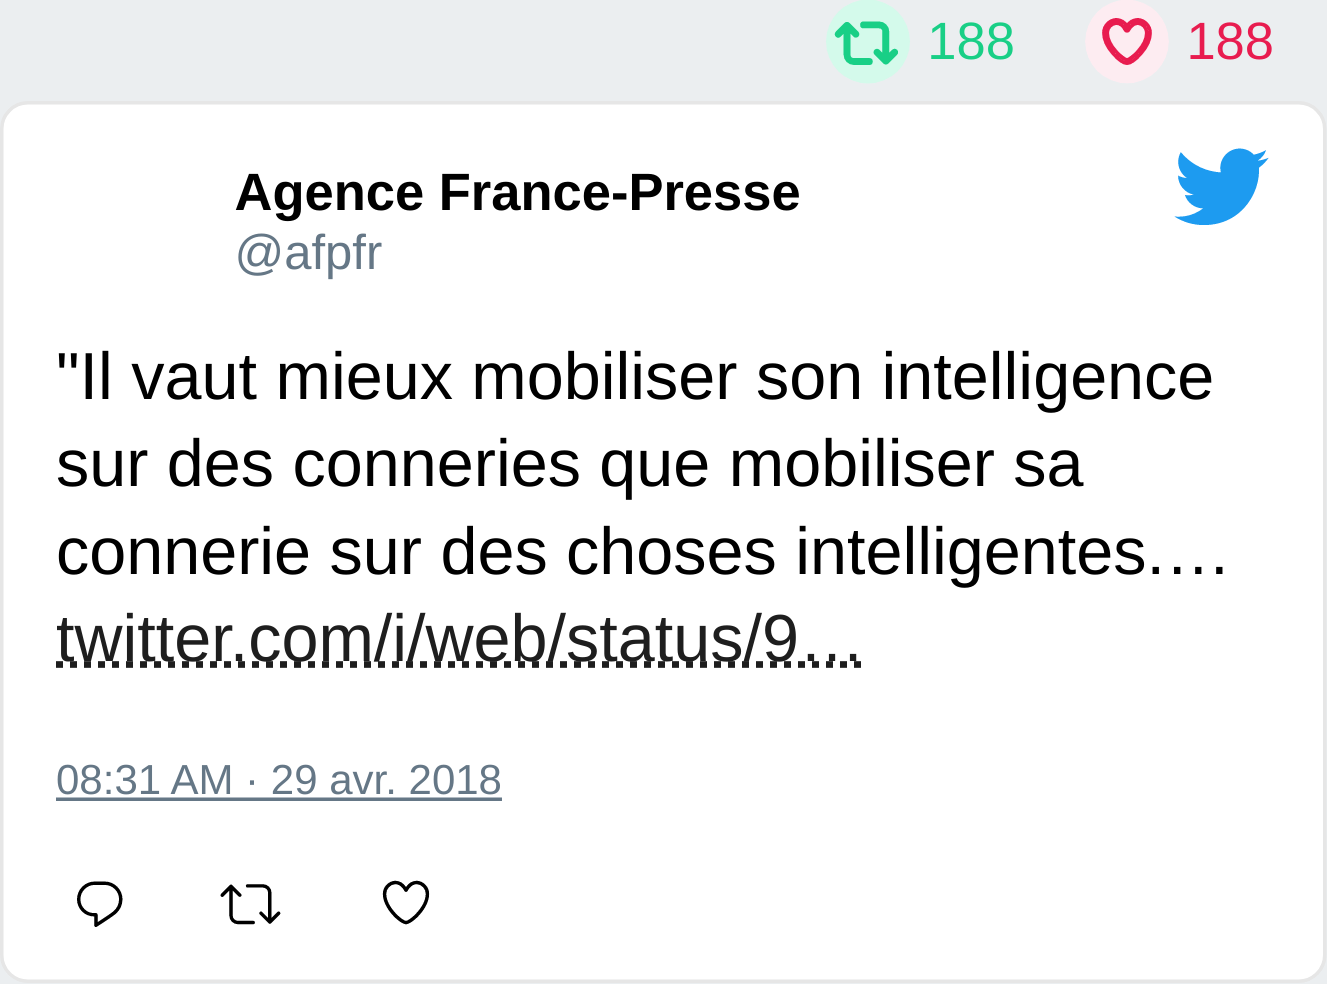 188 188
Agence France-Presse
@afpfr
"Il vaut mieux mobiliser son intelligence
sur des conneries que mobiliser sa
connerie sur des choses intelligentes.…
twitter.com/i/web/status/9…
08:31 AM · 29 avr. 2018